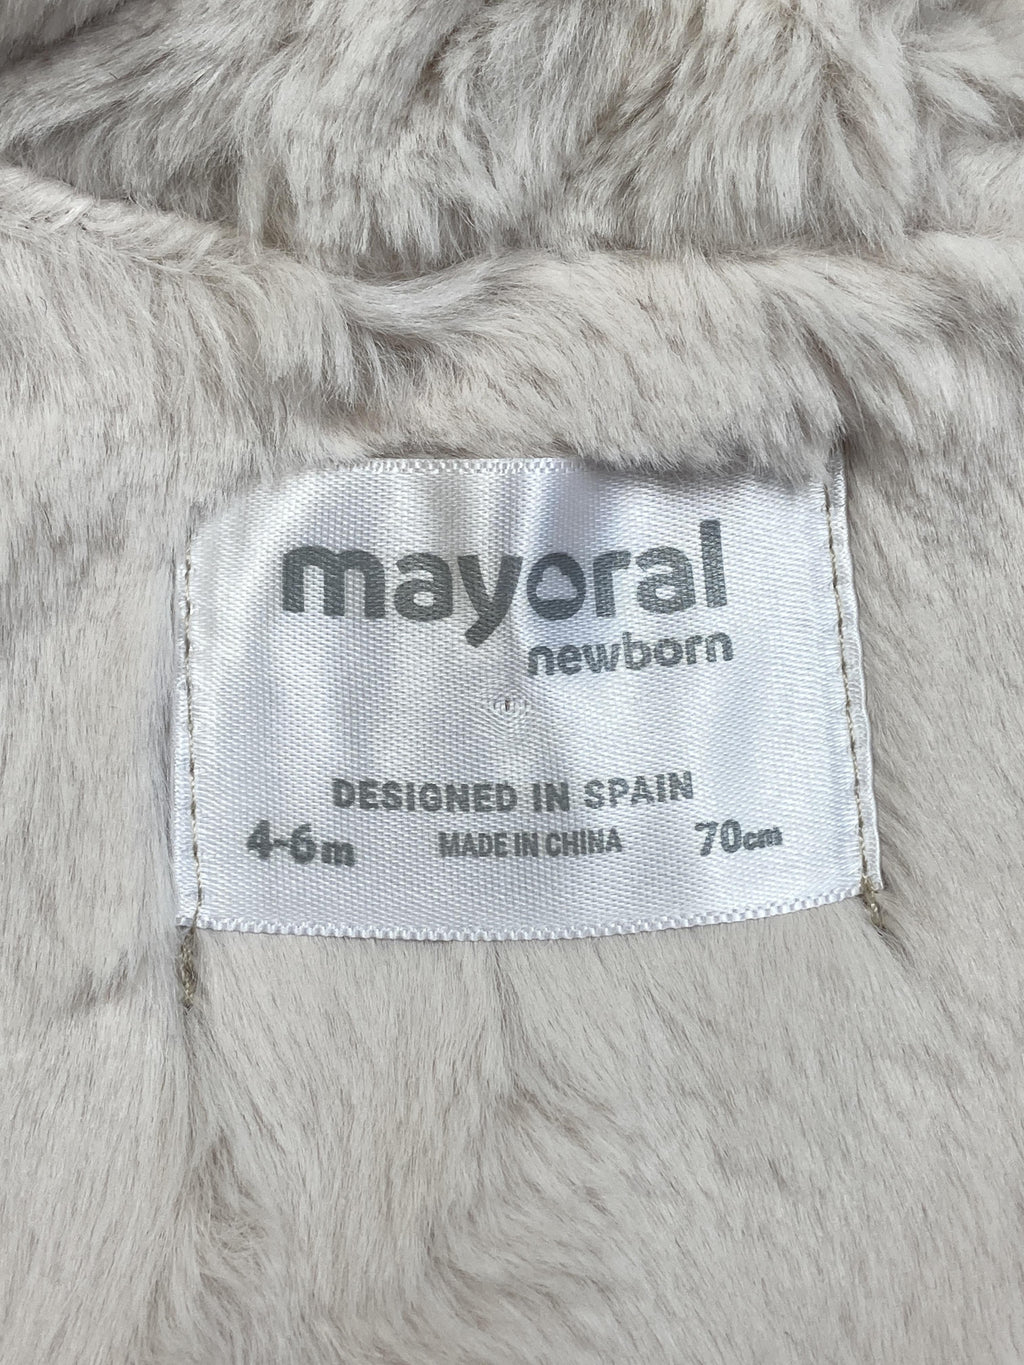 mayoral
newborn
DESIGNED IN SPAIN
4-6m MADE IN CHINA 70cm